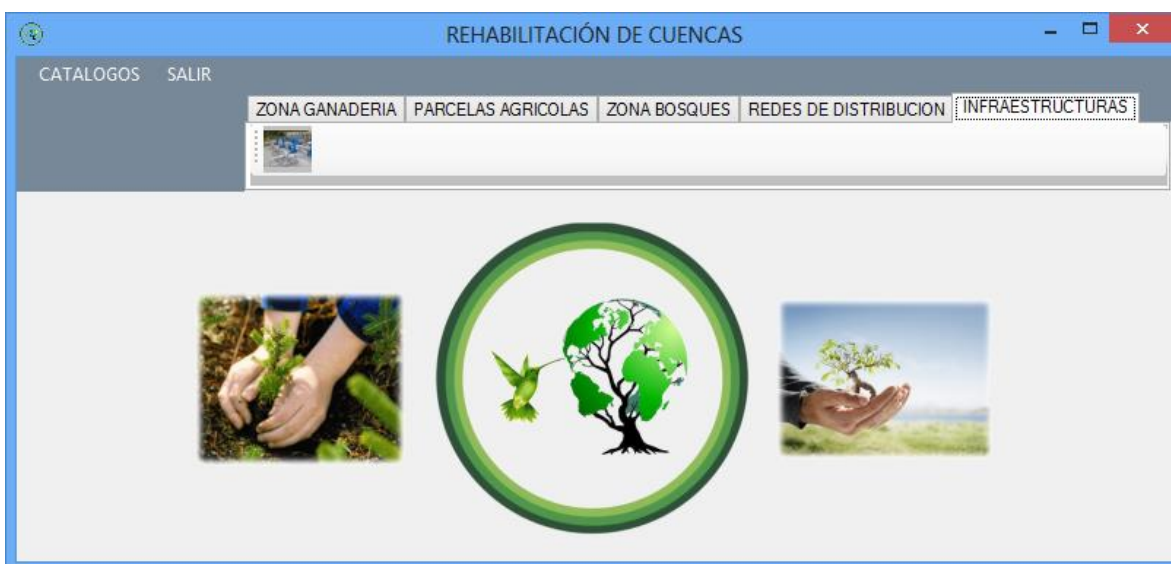 REHABILITACIÓN DE CUENCAS
CATALOGOS SALIR
ZONA GANADERIA PARCELAS AGRICOLAS ZONA BOSQUES REDES DE DISTRIBUCION INFRAESTRUCTURAS